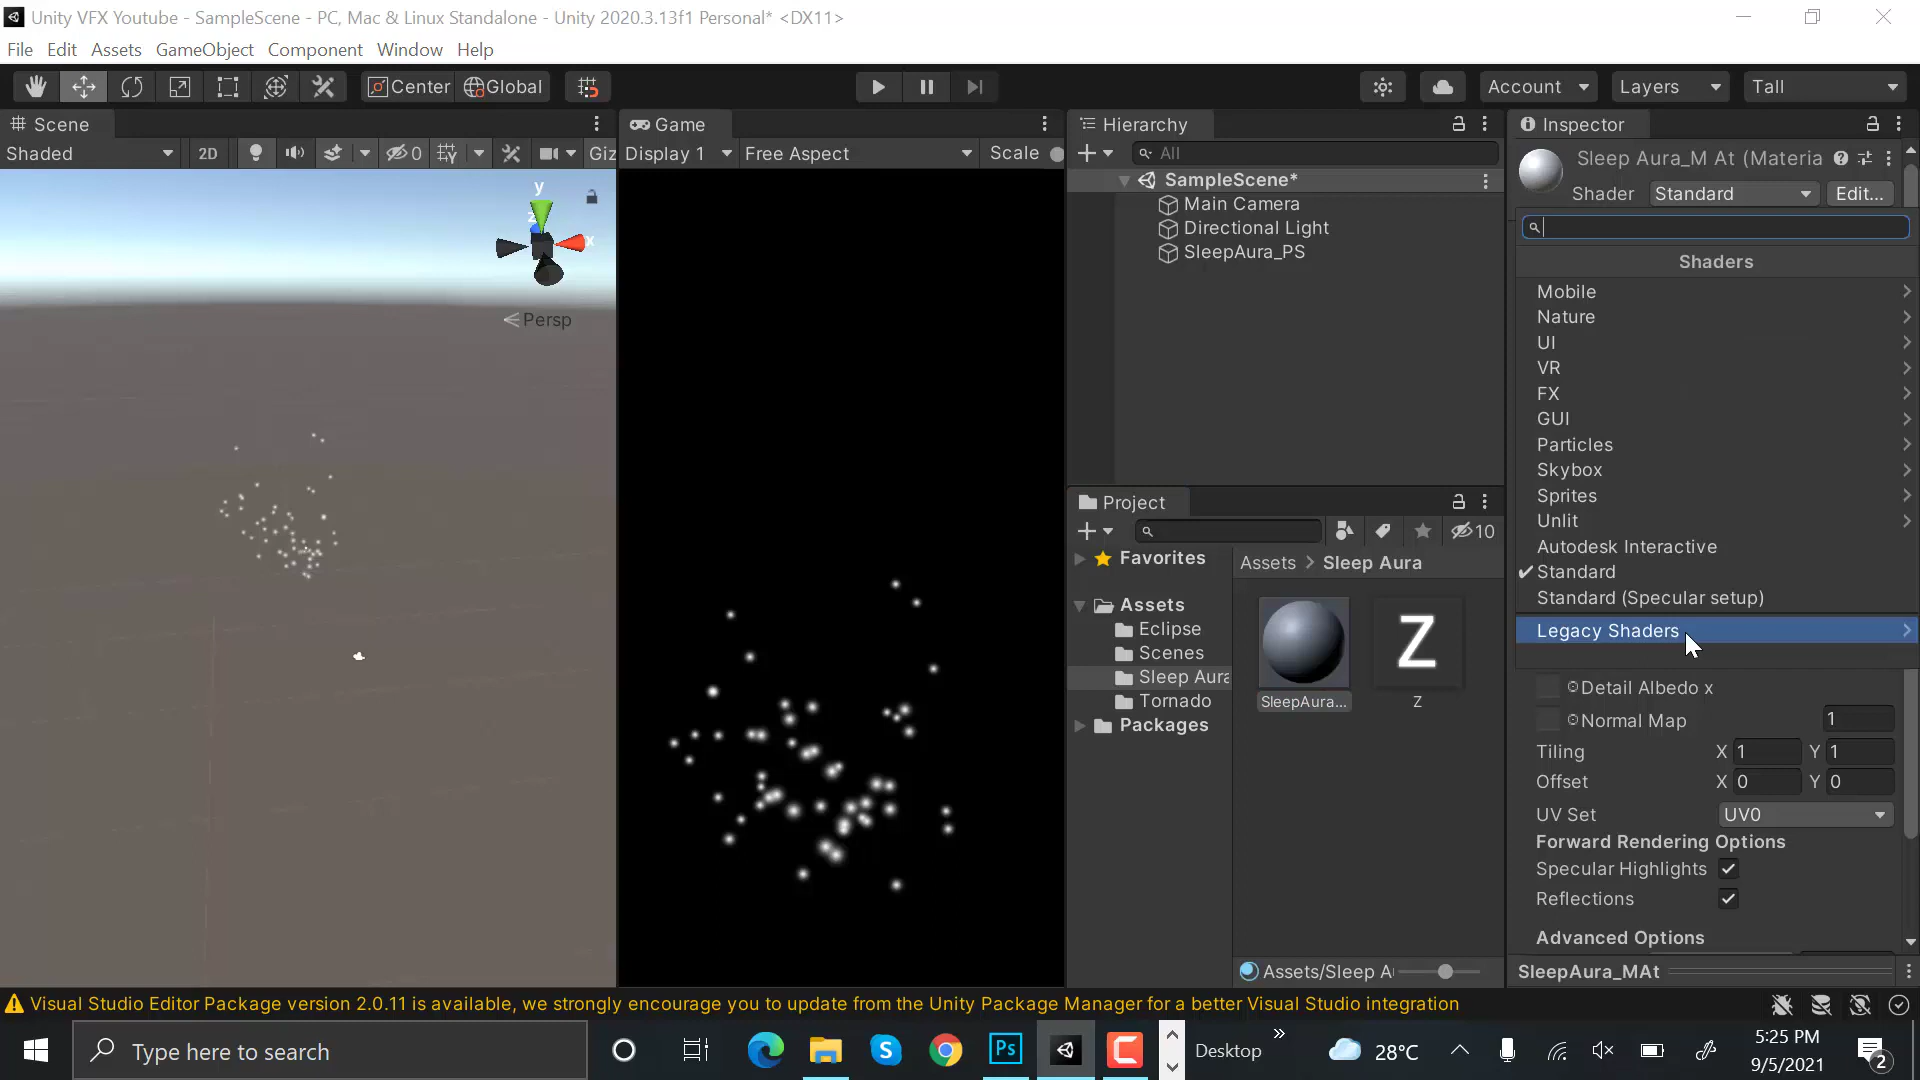 Unity VFX Youtube - SampleScene - PC, Mac & Linux Standalone - Unity 2020.3.13f1 Personal* <DX11>
File Edit Assets GameObject Component Window Help
Center Global Account Layers Tall
Scene
Shaded 2D 0 Giz
y
z
x
Persp
Game
Display 1 Free Aspect Scale
Hierarchy
All
SampleScene*
Main Camera
Directional Light
SleepAura_PS
Project
10
Favorites
Assets
Eclipse
Scenes
Sleep Aura
Tornado
Packages
Assets > Sleep Aura
Z
SleepAura...
Z
Assets/Sleep A
Inspector
Sleep Aura_M At (Materia
Shader Standard Edit...
Shaders
Mobile
Nature
UI
VR
FX
GUI
Particles
Skybox
Sprites
Unlit
Autodesk Interactive
Standard
Standard (Specular setup)
Legacy Shaders
Detail Albedo x
Normal Map 1
Tiling X 1 Y 1
Offset X 0 Y 0
UV Set UV0
Forward Rendering Options
Specular Highlights
Reflections
Advanced Options
SleepAura_MAt
Visual Studio Editor Package version 2.0.11 is available, we strongly encourage you to update from the Unity Package Manager for a better Visual Studio integration
Type here to search
Ps
Desktop
28°C
5:25 PM
9/5/2021
2